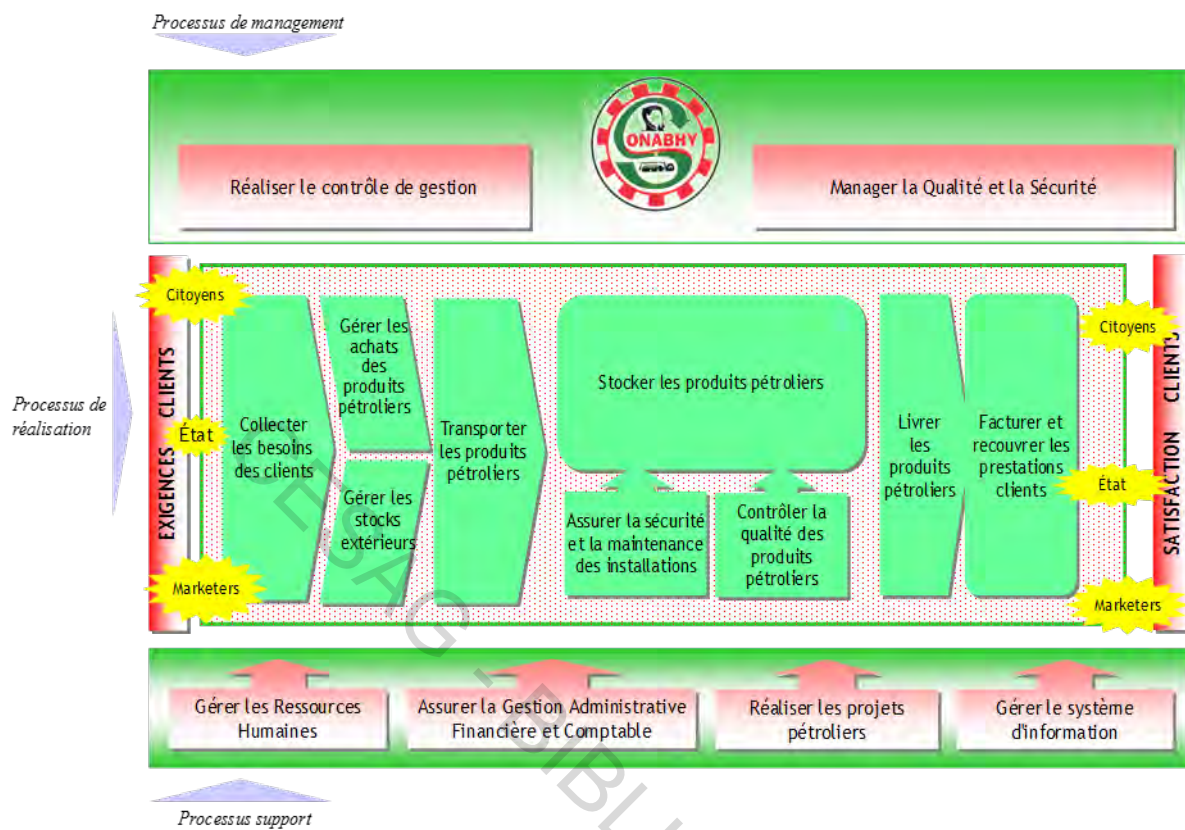 Processus de management
ONABHY
Réaliser le contrôle de gestion
Manager la Qualité et la Sécurité
EXIGENCES CLIENTS
Citoyens
État
Marketers
Processus de
réalisation
Collecter
les besoins
des clients
Gérer les
achats
des
produits
pétroliers
Gérer les
stocks
extérieurs
Transporter
les produits
pétroliers
Stocker les produits pétroliers
Assurer la sécurité
et la maintenance
des installations
Contrôler la
qualité des
produits
pétroliers
Livrer
les
produits
pétroliers
Facturer et
recouvrer les
prestations
clients
Citoyens
État
Marketers
SATISFACTION CLIENTS
Gérer les Ressources
Humaines
Assurer la Gestion Administrative
Financière et Comptable
Réaliser les projets
pétroliers
Gérer le système
d'information
Processus support
CESAG - BIBLI